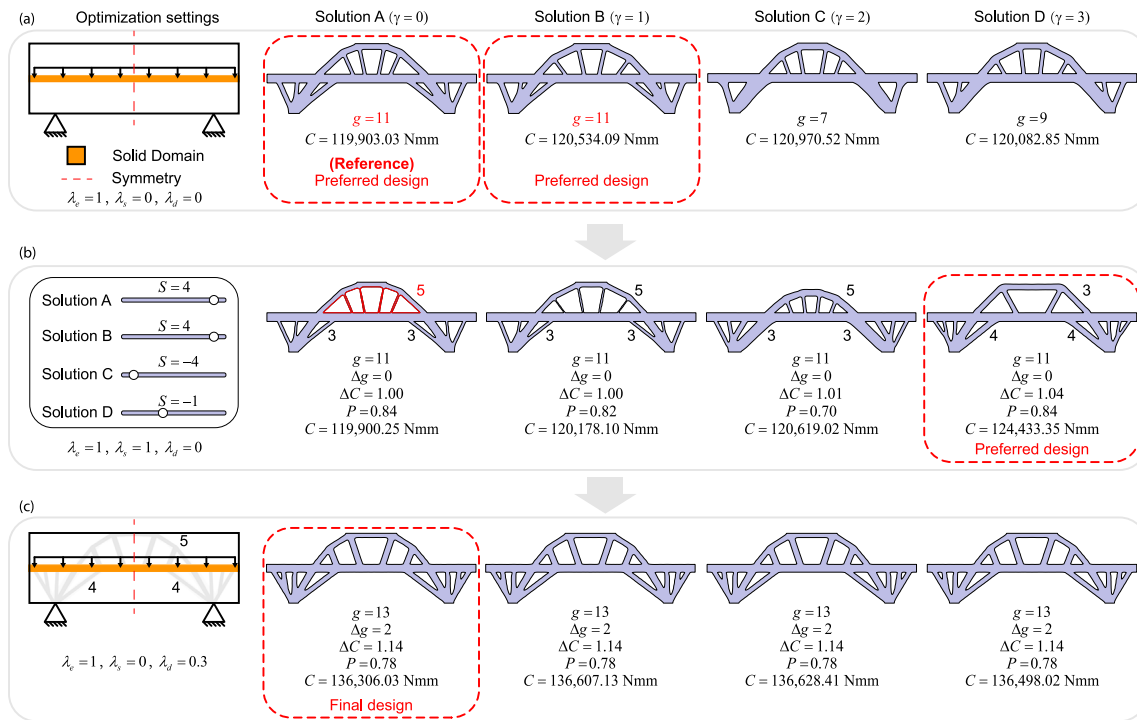 (a)
Optimization settings
Solution A (γ = 0)
Solution B (γ = 1)
Solution C (γ = 2)
Solution D (γ = 3)
Solid Domain
Symmetry
λe = 1 , λs = 0 , λd = 0
g = 11
C = 119,903.03 Nmm
(Reference)
Preferred design
g = 11
C = 120,534.09 Nmm
Preferred design
g = 7
C = 120,970.52 Nmm
g = 9
C = 120,082.85 Nmm
(b)
Solution A
S = 4
Solution B
S = 4
Solution C
S = −4
Solution D
S = −1
λe = 1 , λs = 1 , λd = 0
5
3 3
g = 11
Δg = 0
ΔC = 1.00
P = 0.84
C = 119,900.25 Nmm
5
3 3
g = 11
Δg = 0
ΔC = 1.00
P = 0.82
C = 120,178.10 Nmm
5
3 3
g = 11
Δg = 0
ΔC = 1.01
P = 0.70
C = 120,619.02 Nmm
3
4 4
g = 11
Δg = 0
ΔC = 1.04
P = 0.84
C = 124,433.35 Nmm
Preferred design
(c)
5
4 4
λe = 1 , λs = 0 , λd = 0.3
g = 13
Δg = 2
ΔC = 1.14
P = 0.78
C = 136,306.03 Nmm
Final design
g = 13
Δg = 2
ΔC = 1.14
P = 0.78
C = 136,607.13 Nmm
g = 13
Δg = 2
ΔC = 1.14
P = 0.78
C = 136,628.41 Nmm
g = 13
Δg = 2
ΔC = 1.14
P = 0.78
C = 136,498.02 Nmm